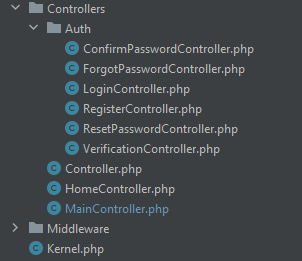 Controllers
Auth
ConfirmPasswordController.php
ForgotPasswordController.php
LoginController.php
RegisterController.php
ResetPasswordController.php
VerificationController.php
Controller.php
HomeController.php
MainController.php
Middleware
Kernel.php